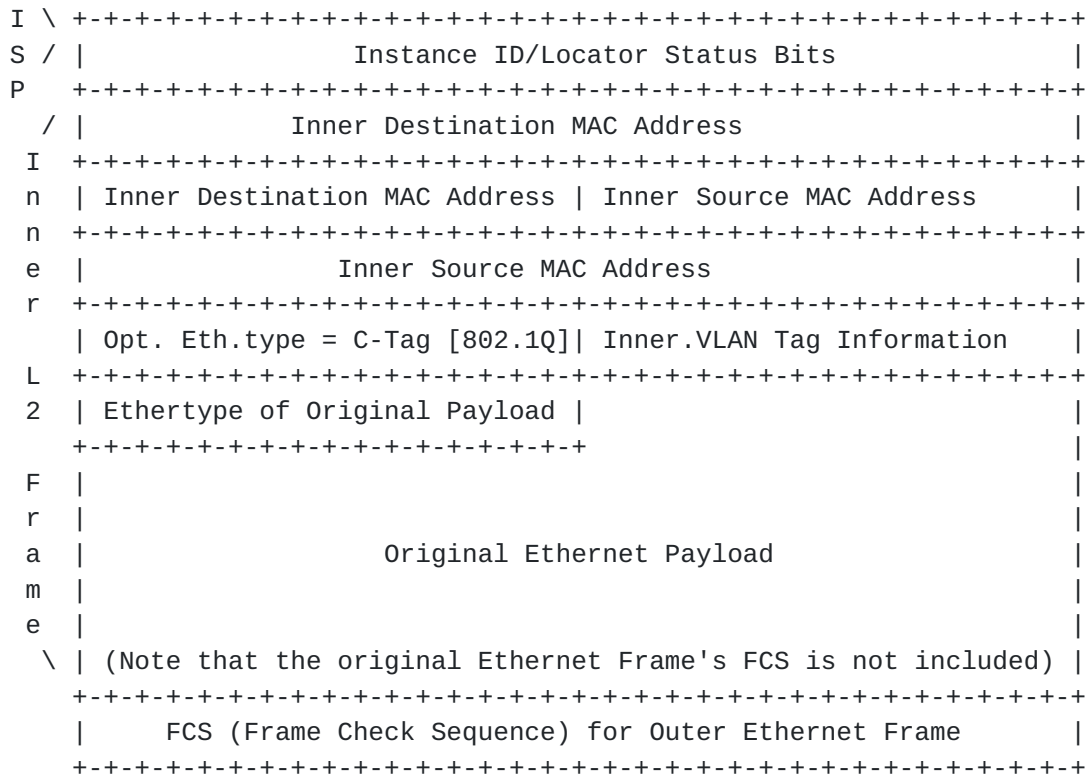 I \ +-+-+-+-+-+-+-+-+-+-+-+-+-+-+-+-+-+-+-+-+-+-+-+-+-+-+-+-+-+-+-+-+
S / |                 Instance ID/Locator Status Bits               |
P   +-+-+-+-+-+-+-+-+-+-+-+-+-+-+-+-+-+-+-+-+-+-+-+-+-+-+-+-+-+-+-+-+
  / |             Inner Destination MAC Address                     |
 I  +-+-+-+-+-+-+-+-+-+-+-+-+-+-+-+-+-+-+-+-+-+-+-+-+-+-+-+-+-+-+-+-+
 n  | Inner Destination MAC Address | Inner Source MAC Address      |
 n  +-+-+-+-+-+-+-+-+-+-+-+-+-+-+-+-+-+-+-+-+-+-+-+-+-+-+-+-+-+-+-+-+
 e  |                Inner Source MAC Address                       |
 r  +-+-+-+-+-+-+-+-+-+-+-+-+-+-+-+-+-+-+-+-+-+-+-+-+-+-+-+-+-+-+-+-+
    | Opt. Eth.type = C-Tag [802.1Q]| Inner.VLAN Tag Information    |
 L  +-+-+-+-+-+-+-+-+-+-+-+-+-+-+-+-+-+-+-+-+-+-+-+-+-+-+-+-+-+-+-+-+
 2  | Ethertype of Original Payload |                               |
    +-+-+-+-+-+-+-+-+-+-+-+-+-+-+-+-+                               |
 F  |                                                               |
 r  |                                                               |
 a  |                   Original Ethernet Payload                   |
 m  |                                                               |
 e  |                                                               |
  \ | (Note that the original Ethernet Frame's FCS is not included) |
    +-+-+-+-+-+-+-+-+-+-+-+-+-+-+-+-+-+-+-+-+-+-+-+-+-+-+-+-+-+-+-+-+
    |     FCS (Frame Check Sequence) for Outer Ethernet Frame       |
    +-+-+-+-+-+-+-+-+-+-+-+-+-+-+-+-+-+-+-+-+-+-+-+-+-+-+-+-+-+-+-+-+